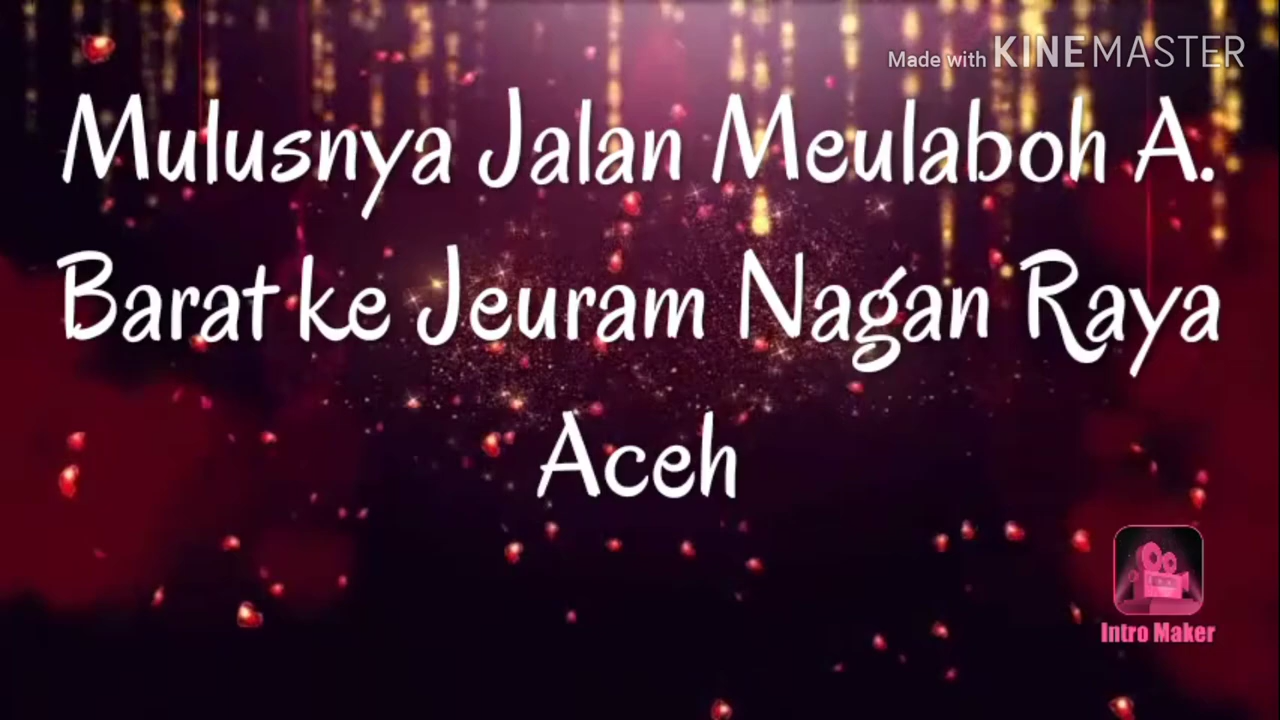 Made with KINEMASTER
Mulusnya Jalan Meulaboh A.
Barat ke Jeuram Nagan Raya
Aceh
Intro Maker